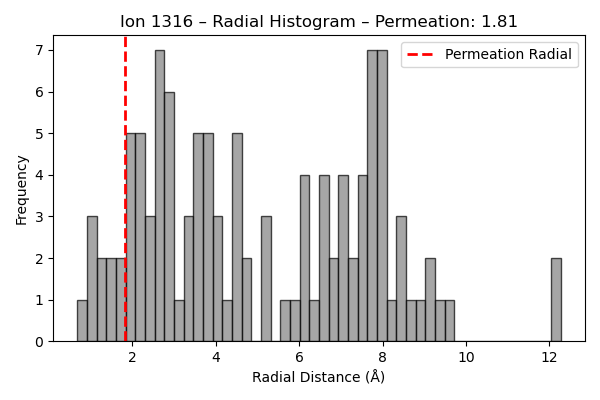 Ion 1316 – Radial Histogram – Permeation: 1.81
Permeation Radial
7
6
5
4
3
2
1
0
Frequency
2 4 6 8 10 12
Radial Distance (Å)